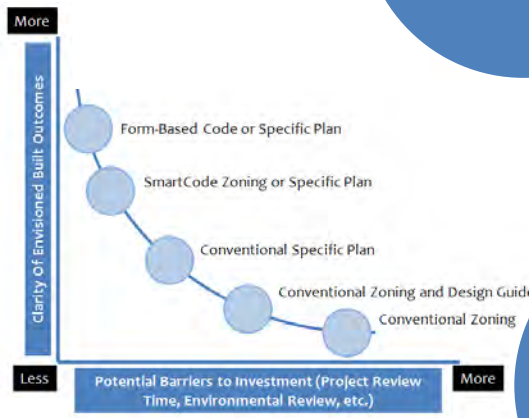 More
Clarity Of Envisioned Built Outcomes
Form-Based Code or Specific Plan
SmartCode Zoning or Specific Plan
Conventional Specific Plan
Conventional Zoning and Design Guide
Conventional Zoning
Less
Potential Barriers to Investment (Project Review
Time, Environmental Review, etc.)
More